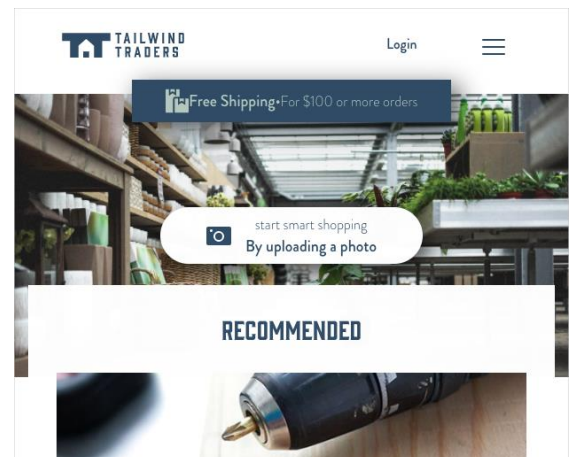 TAILWIND
TRADERS
Login
Free Shipping•For $100 or more orders
start smart shopping
By uploading a photo
RECOMMENDED